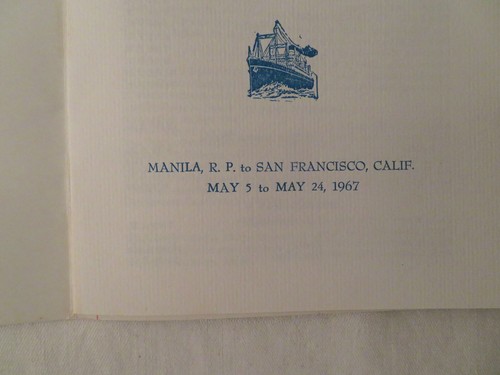 MANILA, R. P. to SAN FRANCISCO, CALIF.
MAY 5 to MAY 24, 1967